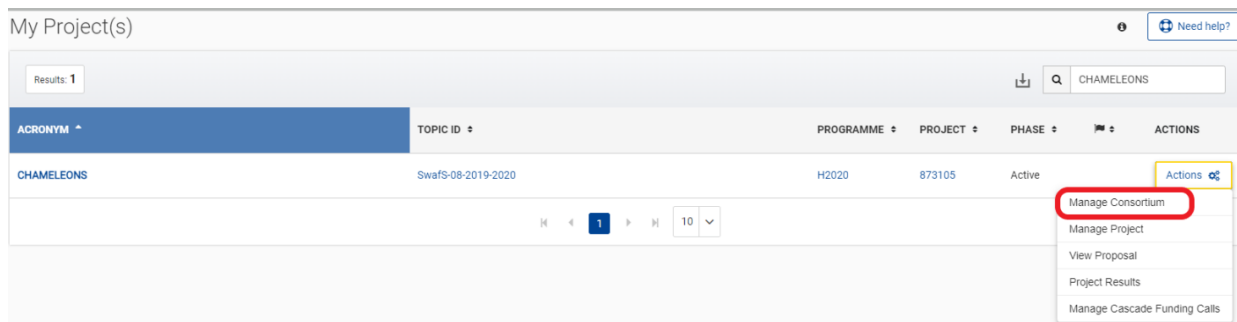 My Project(s)
Need help?
Results: 1
CHAMELEONS
ACRONYM TOPIC ID PROGRAMME PROJECT PHASE ACTIONS
CHAMELEONS SwafS-08-2019-2020 H2020 873105 Active Actions
Manage Consortium
1 10
Manage Project
View Proposal
Project Results
Manage Cascade Funding Calls